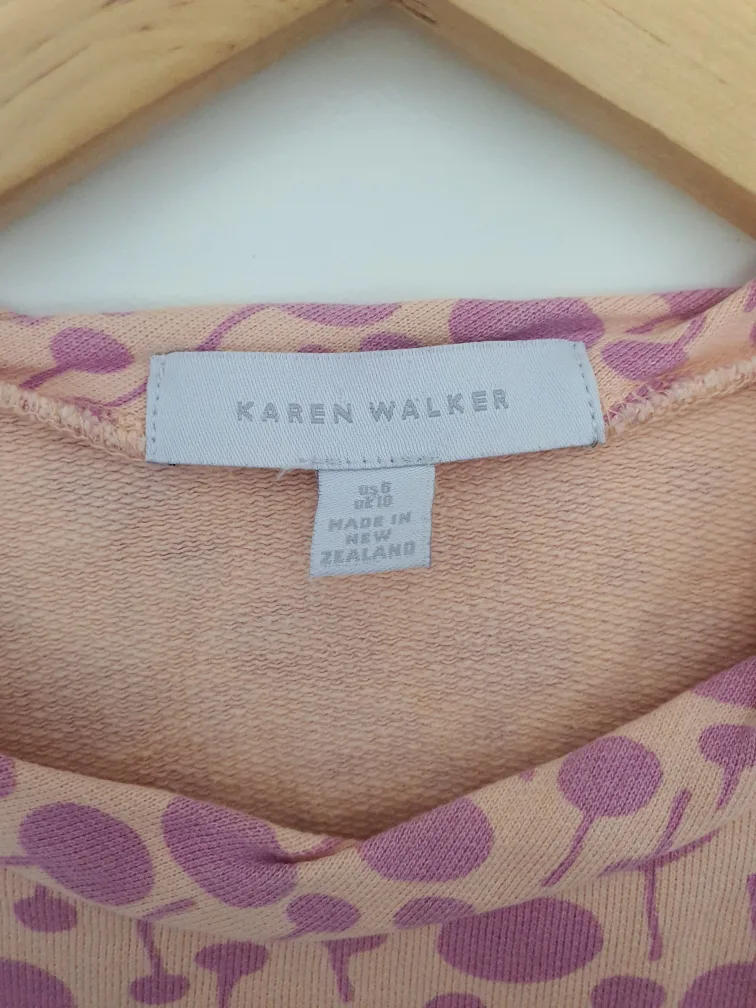 KAREN WALKER
US6
UK10
MADE IN
NEW
ZEALAND